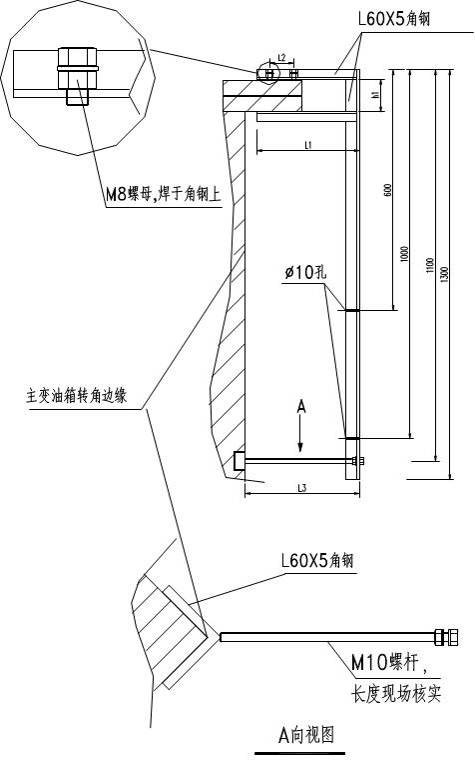 L60X5角钢
L2
h1
M8螺母,焊于角钢上
L1
600
1000
1100
1300
ø10孔
主变油箱转角边缘
A
L3
L60X5角钢
M10螺杆,
长度现场核实
A向视图